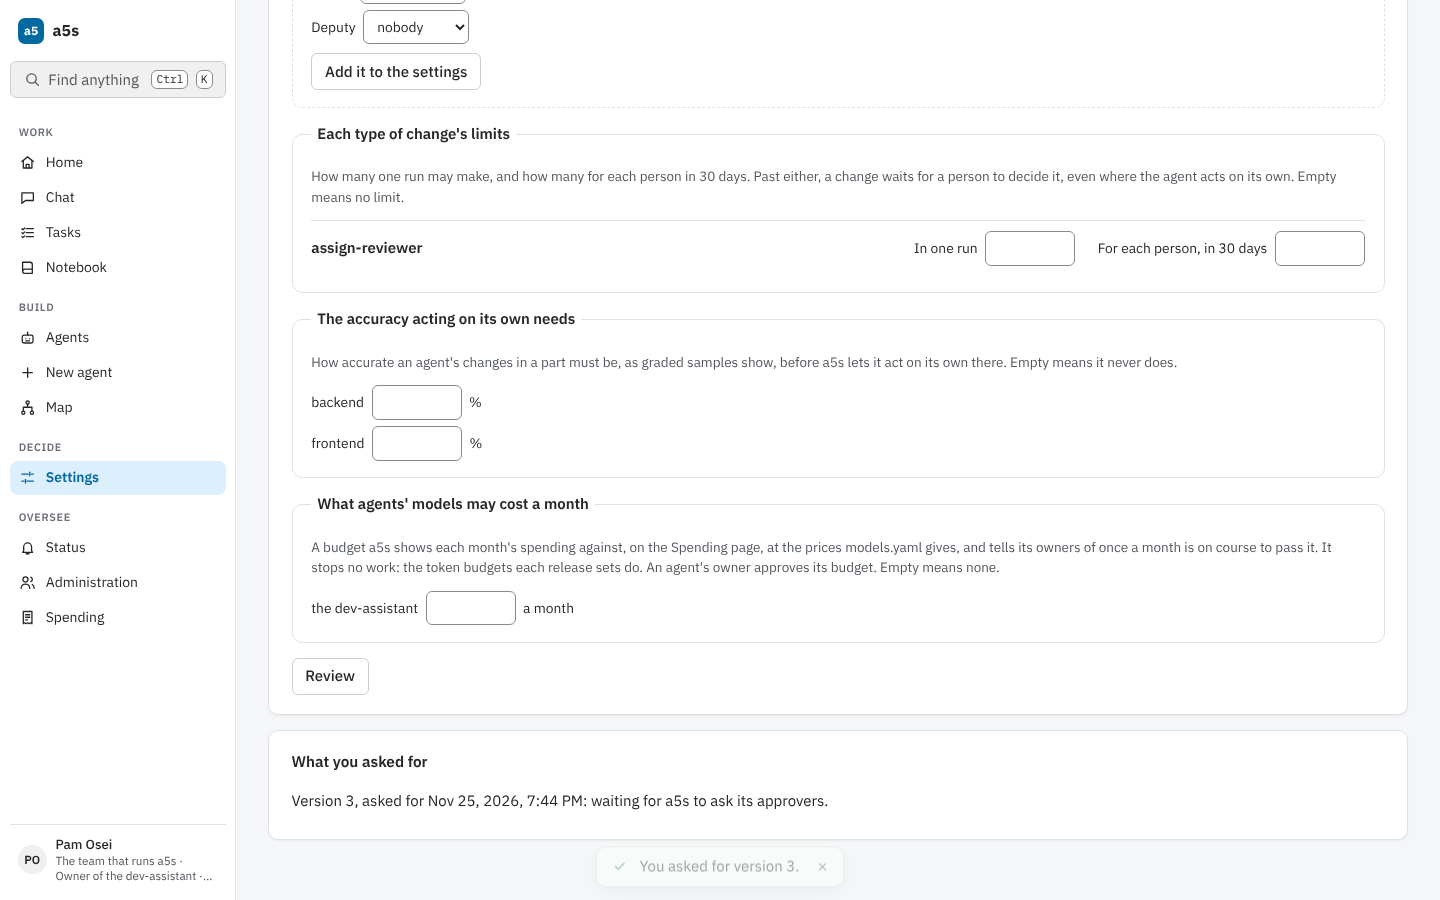 a5 a5s
Find anything Ctrl K
WORK
Home
Chat
Tasks
Notebook
BUILD
Agents
New agent
Map
DECIDE
Settings
OVERSEE
Status
Administration
Spending
PO Pam Osei
The team that runs a5s ·
Owner of the dev-assistant ·...
Deputy nobody
Add it to the settings
Each type of change's limits
How many one run may make, and how many for each person in 30 days. Past either, a change waits for a person to decide it, even where the agent acts on its own. Empty
means no limit.
assign-reviewer In one run For each person, in 30 days
The accuracy acting on its own needs
How accurate an agent's changes in a part must be, as graded samples show, before a5s lets it act on its own there. Empty means it never does.
backend %
frontend %
What agents' models may cost a month
A budget a5s shows each month's spending against, on the Spending page, at the prices models.yaml gives, and tells its owners of once a month is on course to pass it. It
stops no work: the token budgets each release sets do. An agent's owner approves its budget. Empty means none.
the dev-assistant a month
Review
What you asked for
Version 3, asked for Nov 25, 2026, 7:44 PM: waiting for a5s to ask its approvers.
You asked for version 3.